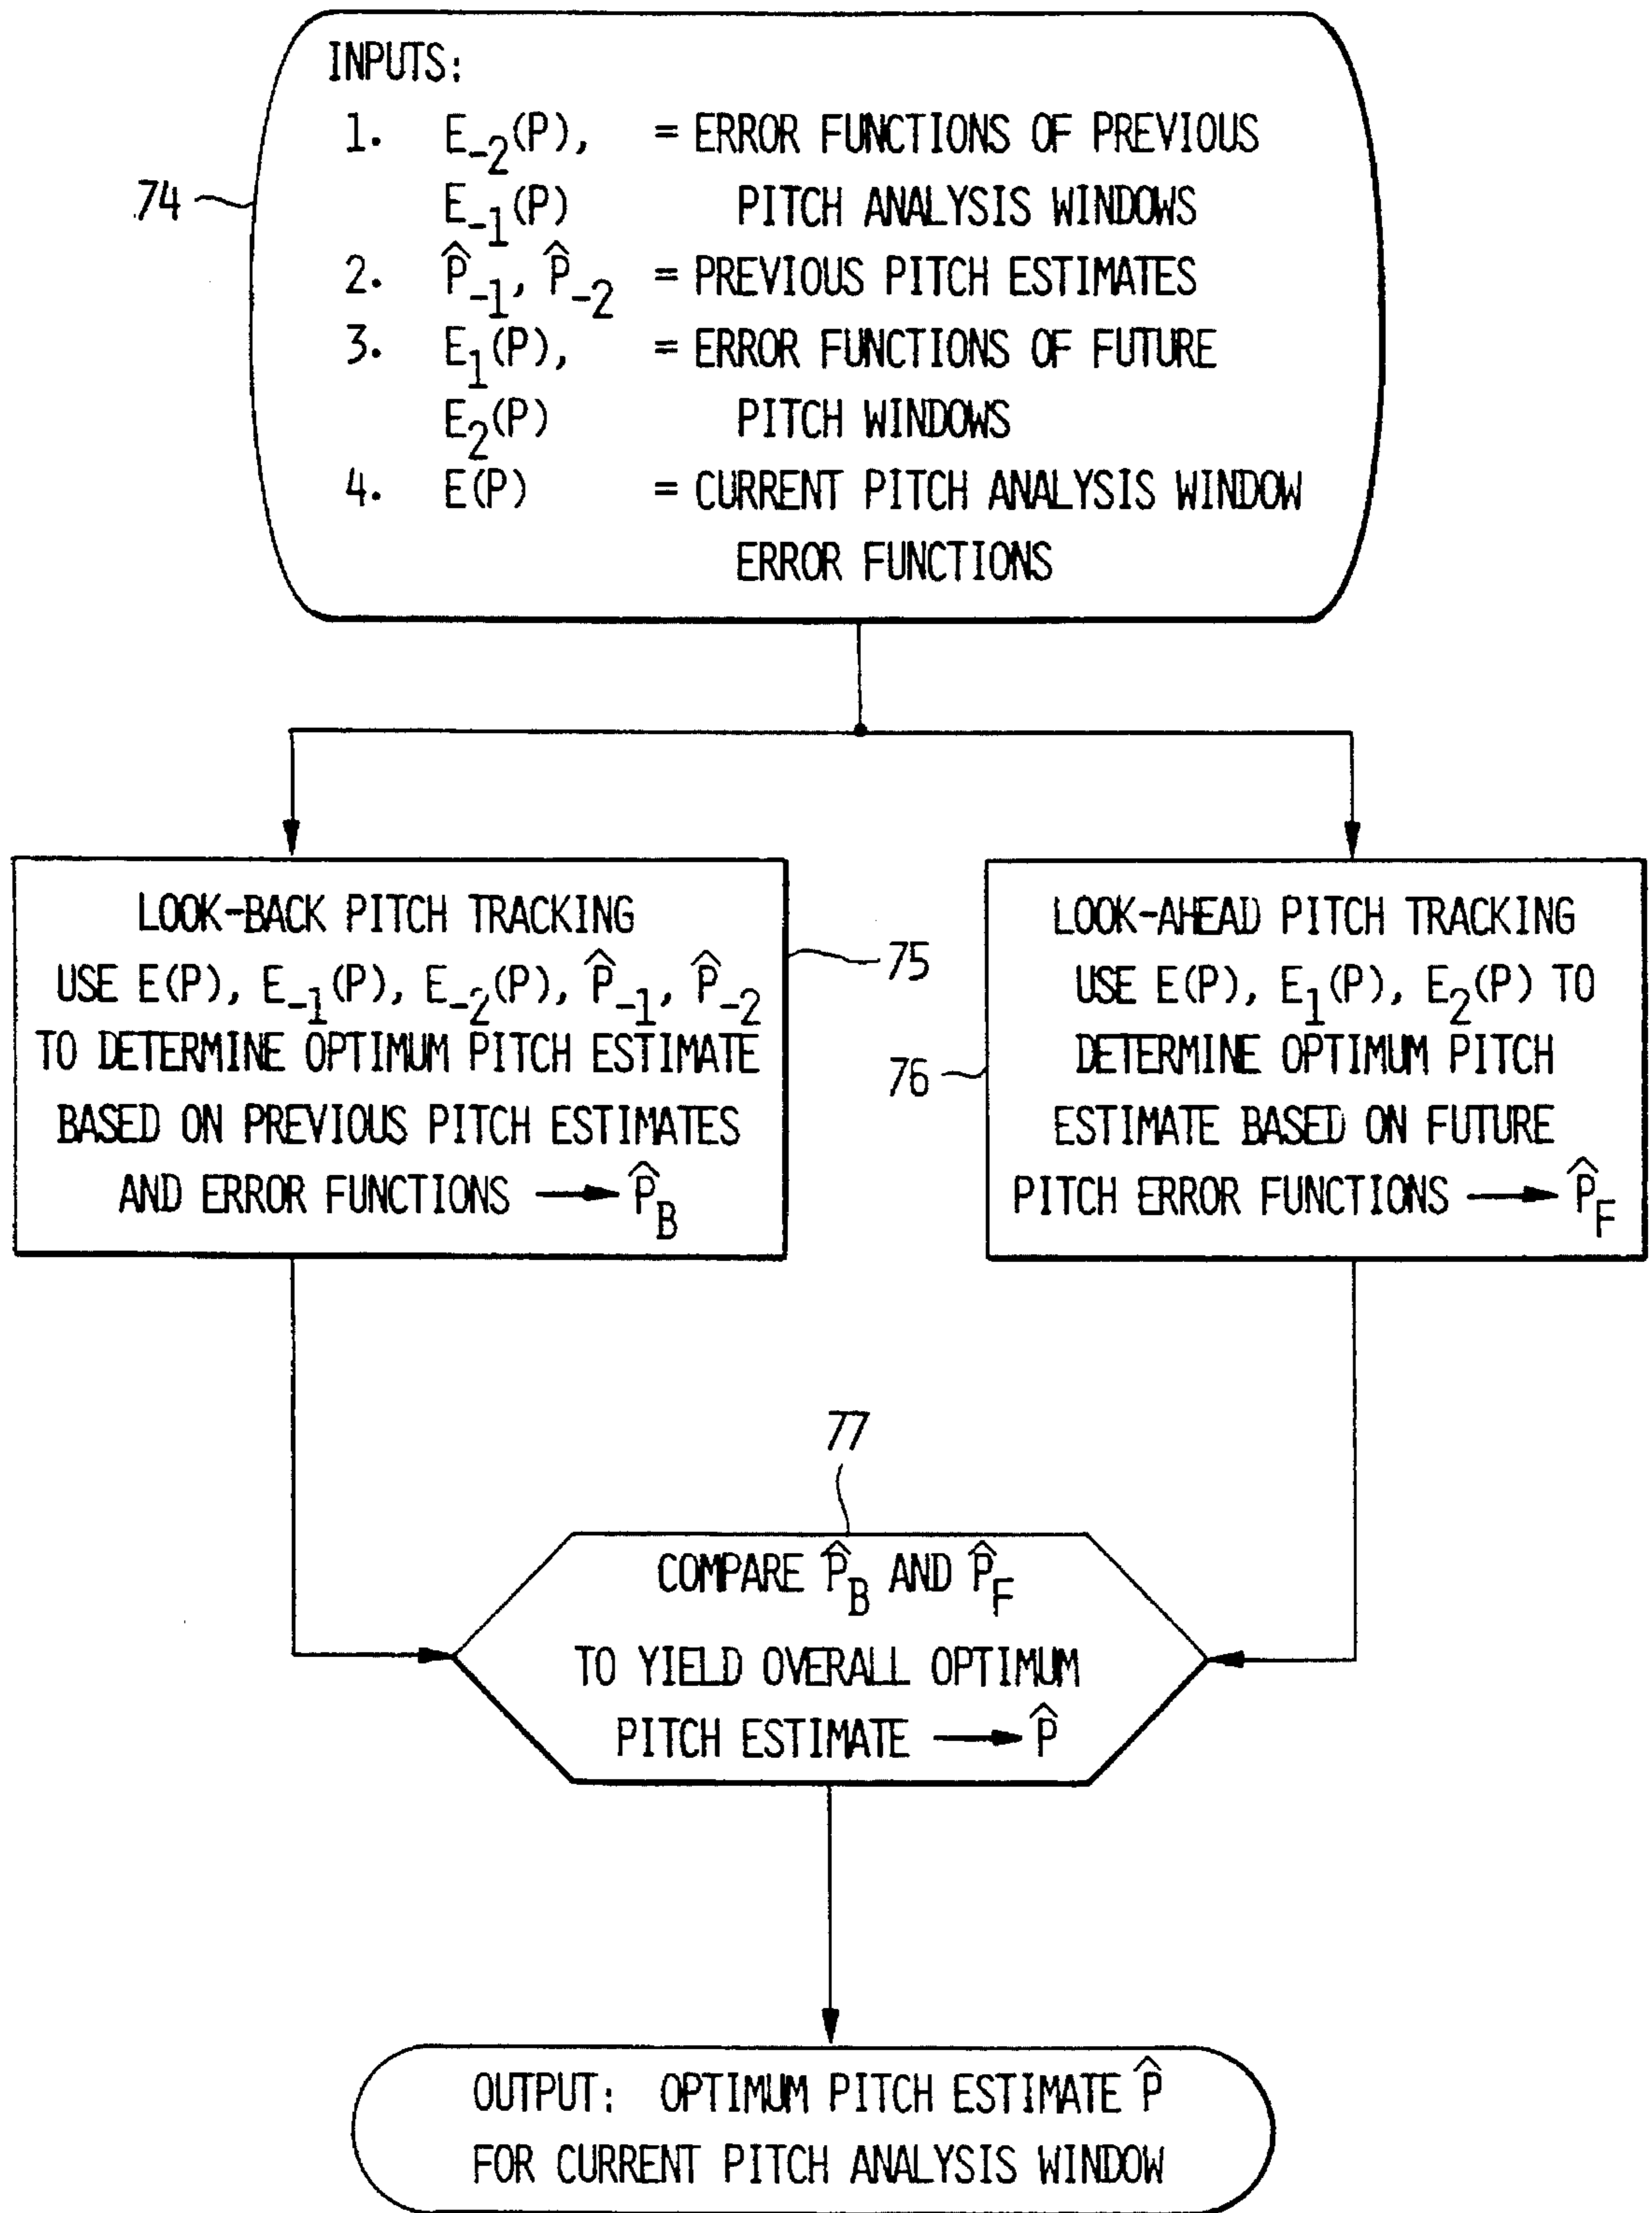 INPUTS:
1. E₋₂(P), = ERROR FUNCTIONS OF PREVIOUS
E₋₁(P) PITCH ANALYSIS WINDOWS
74
2. P̂₋₁, P̂₋₂ = PREVIOUS PITCH ESTIMATES
3. E₁(P), = ERROR FUNCTIONS OF FUTURE
E₂(P) PITCH WINDOWS
4. E(P) = CURRENT PITCH ANALYSIS WINDOW
ERROR FUNCTIONS
LOOK-BACK PITCH TRACKING
USE E(P), E₋₁(P), E₋₂(P), P̂₋₁, P̂₋₂
TO DETERMINE OPTIMUM PITCH ESTIMATE
BASED ON PREVIOUS PITCH ESTIMATES
AND ERROR FUNCTIONS → P̂_B
75
LOOK-AHEAD PITCH TRACKING
USE E(P), E₁(P), E₂(P) TO
DETERMINE OPTIMUM PITCH
ESTIMATE BASED ON FUTURE
PITCH ERROR FUNCTIONS → P̂_F
76
77
COMPARE P̂_B AND P̂_F
TO YIELD OVERALL OPTIMUM
PITCH ESTIMATE → P̂
OUTPUT: OPTIMUM PITCH ESTIMATE P̂
FOR CURRENT PITCH ANALYSIS WINDOW